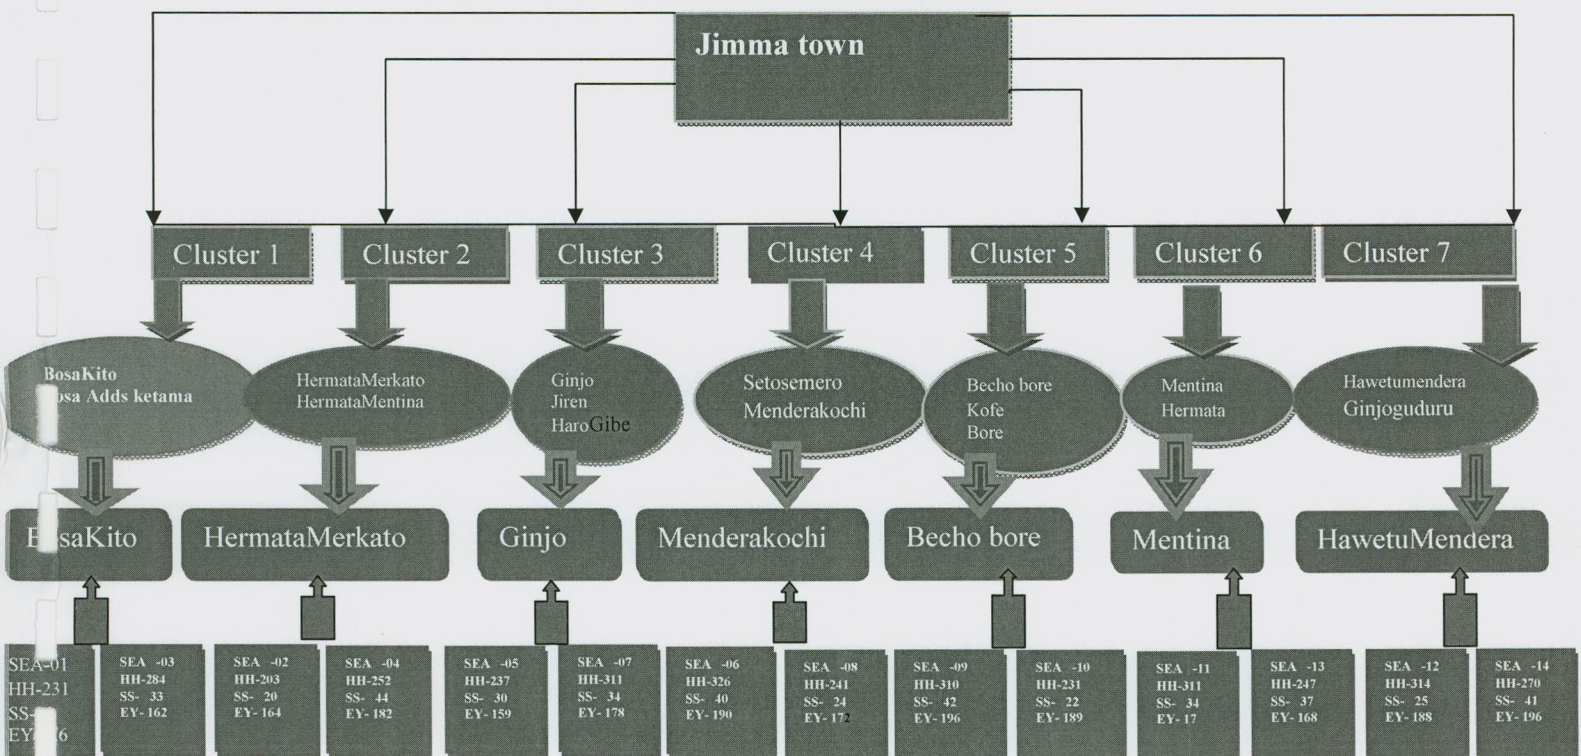 Jimma town
Cluster 1
Cluster 2
Cluster 3
Cluster 4
Cluster 5
Cluster 6
Cluster 7
BosaKito
Adds ketama
HermataMerkato
HermataMentina
Ginjo
Jiren
HaroGibe
Setosemero
Menderakochi
Becho bore
Kofe
Bore
Mentina
Hermata
Hawetumendera
Ginjoguduru
HermataMerkato
Ginjo
Menderakochi
Becho bore
Mentina
HawetuMendera
SEA-01
HH-231
SS-
SEA -03
HH-284
SS- 33
EY- 162
SEA -02
HH-203
SS- 20
EY- 164
SEA -04
HH-252
SS- 44
EY- 182
SEA -05
HH-237
SS- 30
EY- 159
SEA -07
HH-311
SS- 34
EY- 178
SEA -06
HH-326
SS- 40
EY- 190
SEA -08
HH-241
SS- 24
EY- 172
SEA -09
HH-310
SS- 42
EY- 196
SEA -10
HH-231
SS- 22
EY- 189
SEA -11
HH-311
SS- 34
EY- 17
SEA -13
HH-247
SS- 37
EY- 168
SEA -12
HH-314
SS- 25
EY- 188
SEA -14
HH-270
SS- 41
EY- 196